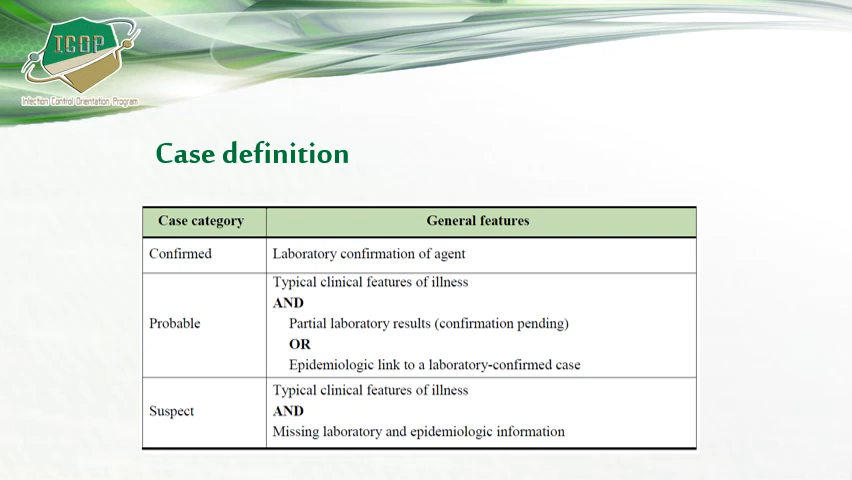 I.C.O.P
Infection Control Orientation Program
Case definition
Case category General features
Confirmed Laboratory confirmation of agent
Typical clinical features of illness
AND
Probable Partial laboratory results (confirmation pending)
OR
Epidemiologic link to a laboratory-confirmed case
Typical clinical features of illness
Suspect AND
Missing laboratory and epidemiologic information